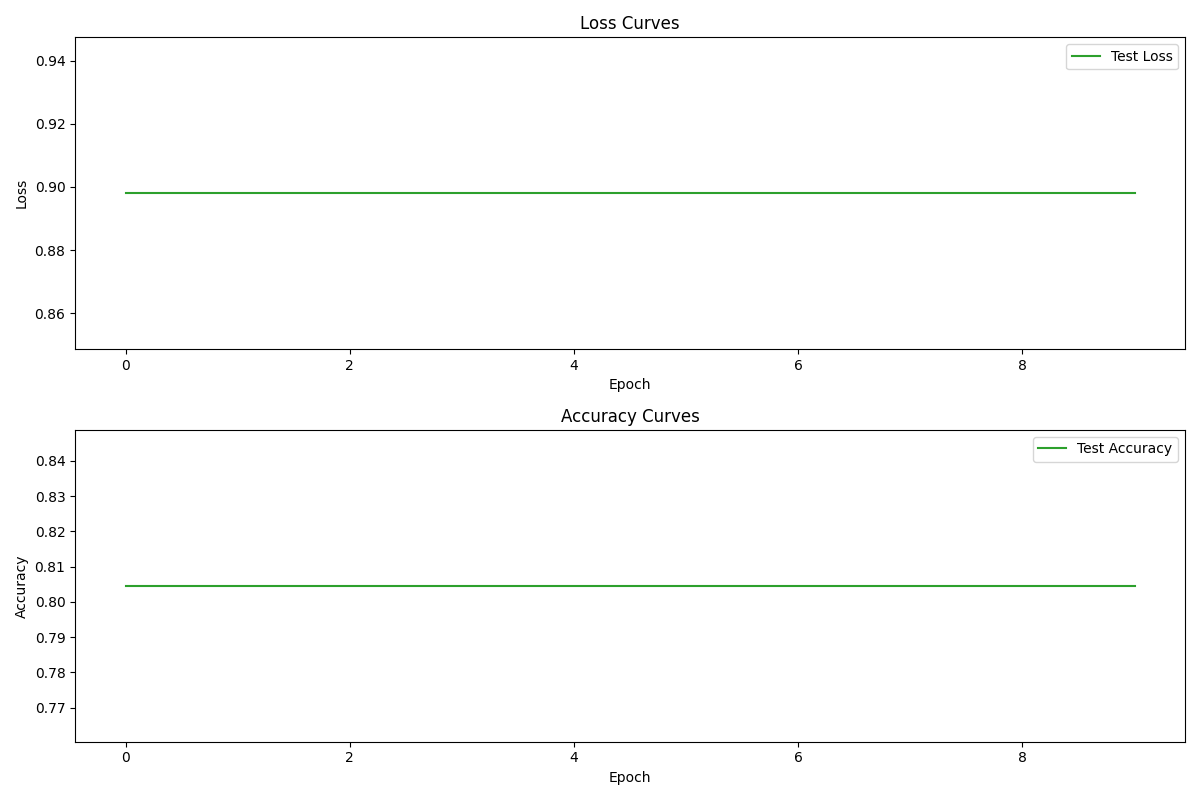 Loss Curves
Test Loss
0.94
0.92
0.90
0.88
0.86
Loss
0 2 4 6 8
Epoch
Accuracy Curves
Test Accuracy
0.84
0.83
0.82
0.81
0.80
0.79
0.78
0.77
Accuracy
0 2 4 6 8
Epoch